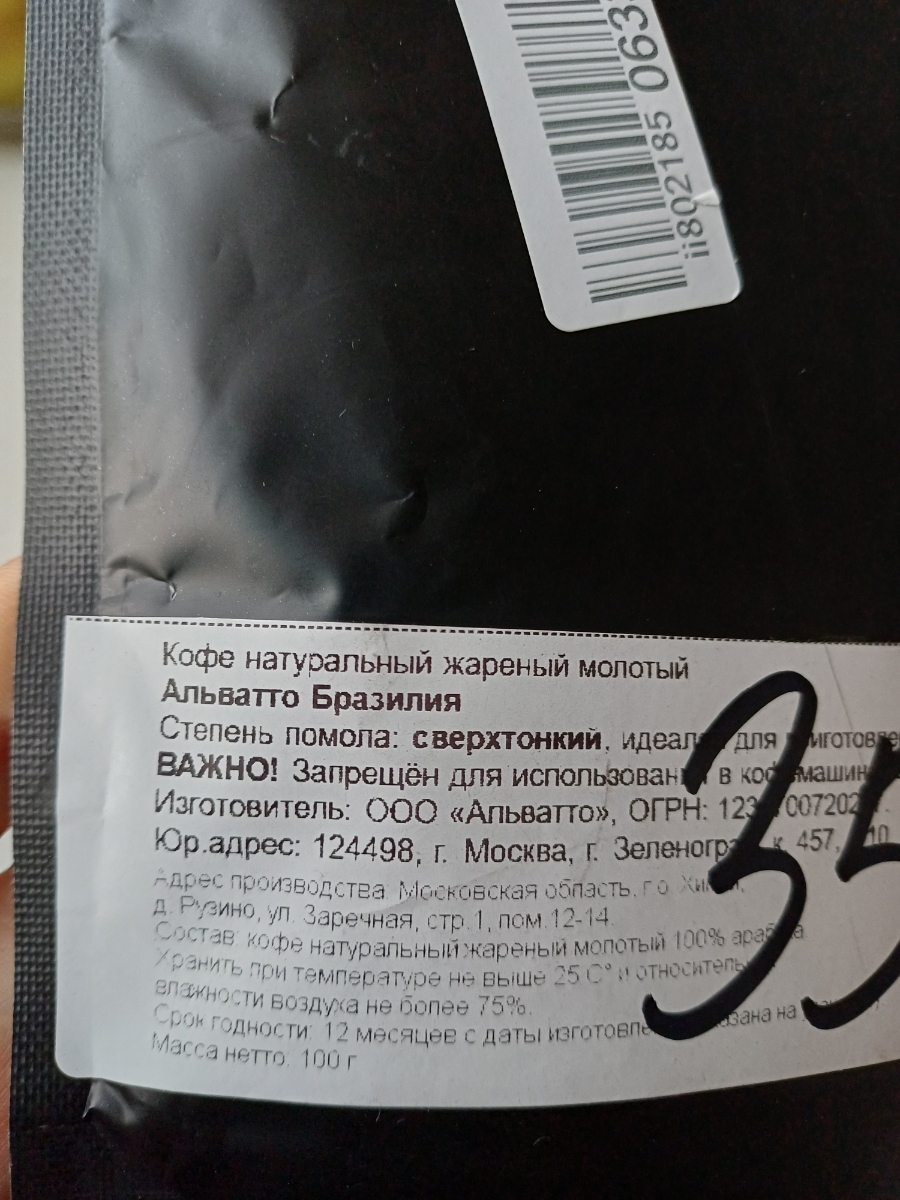 ii802185 063
Кофе натуральный жареный молотый
Альватто Бразилия
Степень помола: сверхтонкий, для
ВАЖНО! Запрещён для использован в
Изготовитель: ООО «Альватто», ОГРН:
Юр.адрес: 124498, г. Москва, г. 457,
Адрес производства: Московская область, г.о.
д. Рузино, ул. Заречная, стр.1, пом.12-14.
Состав: кофе натуральный жареный молотый 100%
Хранить при температуре не выше 25 C° и
влажности воздуха не более 75%.
Срок годности: 12 месяцев с даты на
Масса нетто: 100 г
35